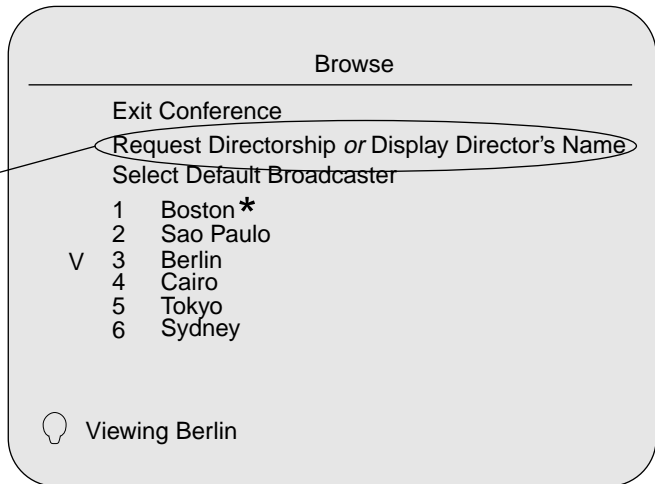 Browse
Exit Conference
Request Directorship or Display Director's Name
Select Default Broadcaster
1 Boston*
2 Sao Paulo
V 3 Berlin
4 Cairo
5 Tokyo
6 Sydney
Viewing Berlin